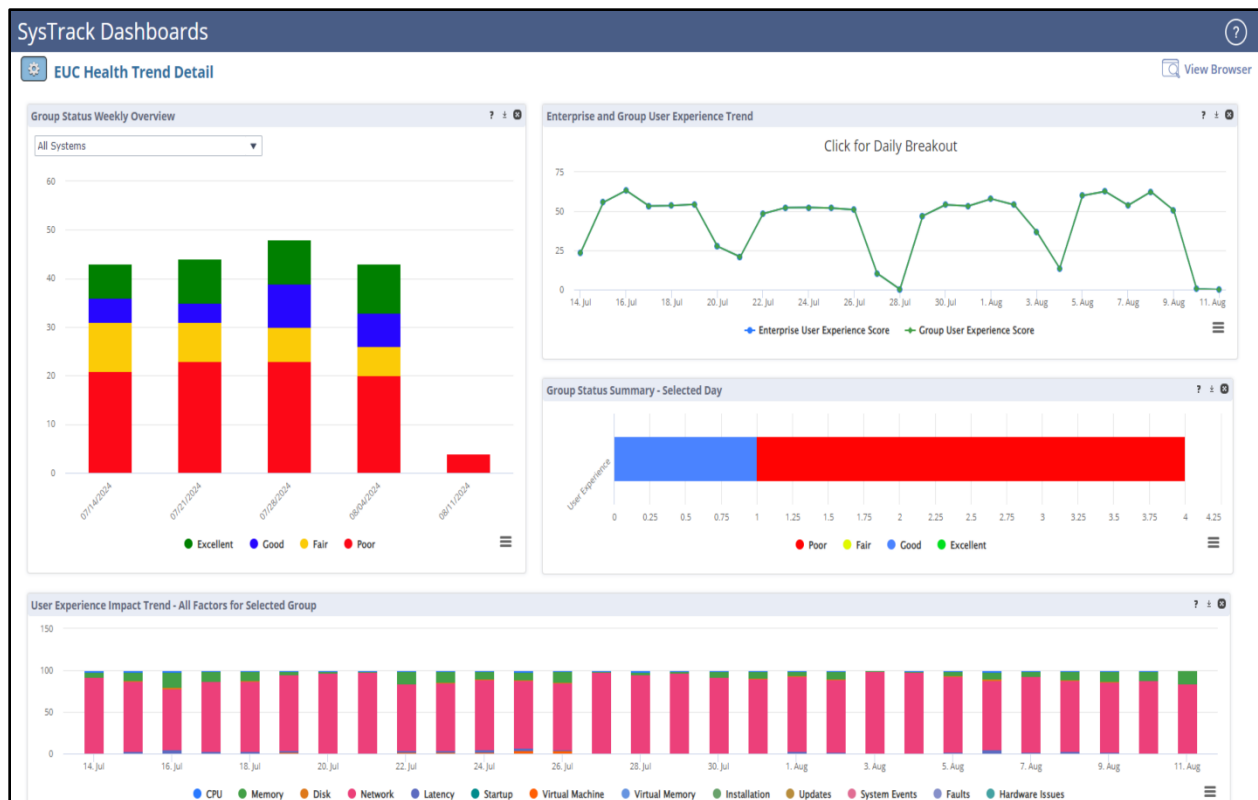 SysTrack Dashboards
?
EUC Health Trend Detail
View Browser
Group Status Weekly Overview
?
All Systems
60
50
40
30
20
10
0
07/14/2024
07/21/2024
07/28/2024
08/04/2024
08/11/2024
Excellent Good Fair Poor
Enterprise and Group User Experience Trend
?
Click for Daily Breakout
75
50
25
0
14. Jul 16. Jul 18. Jul 20. Jul 22. Jul 24. Jul 26. Jul 28. Jul 30. Jul 1. Aug 3. Aug 5. Aug 7. Aug 9. Aug 11. Aug
Enterprise User Experience Score Group User Experience Score
Group Status Summary - Selected Day
?
User Experience
0 0.25 0.5 0.75 1 1.25 1.5 1.75 2 2.25 2.5 2.75 3 3.25 3.5 3.75 4 4.25
Poor Fair Good Excellent
User Experience Impact Trend - All Factors for Selected Group
?
150
100
50
0
14. Jul 16. Jul 18. Jul 20. Jul 22. Jul 24. Jul 26. Jul 28. Jul 30. Jul 1. Aug 3. Aug 5. Aug 7. Aug 9. Aug 11. Aug
CPU Memory Disk Network Latency Startup Virtual Machine Virtual Memory Installation Updates System Events Faults Hardware Issues